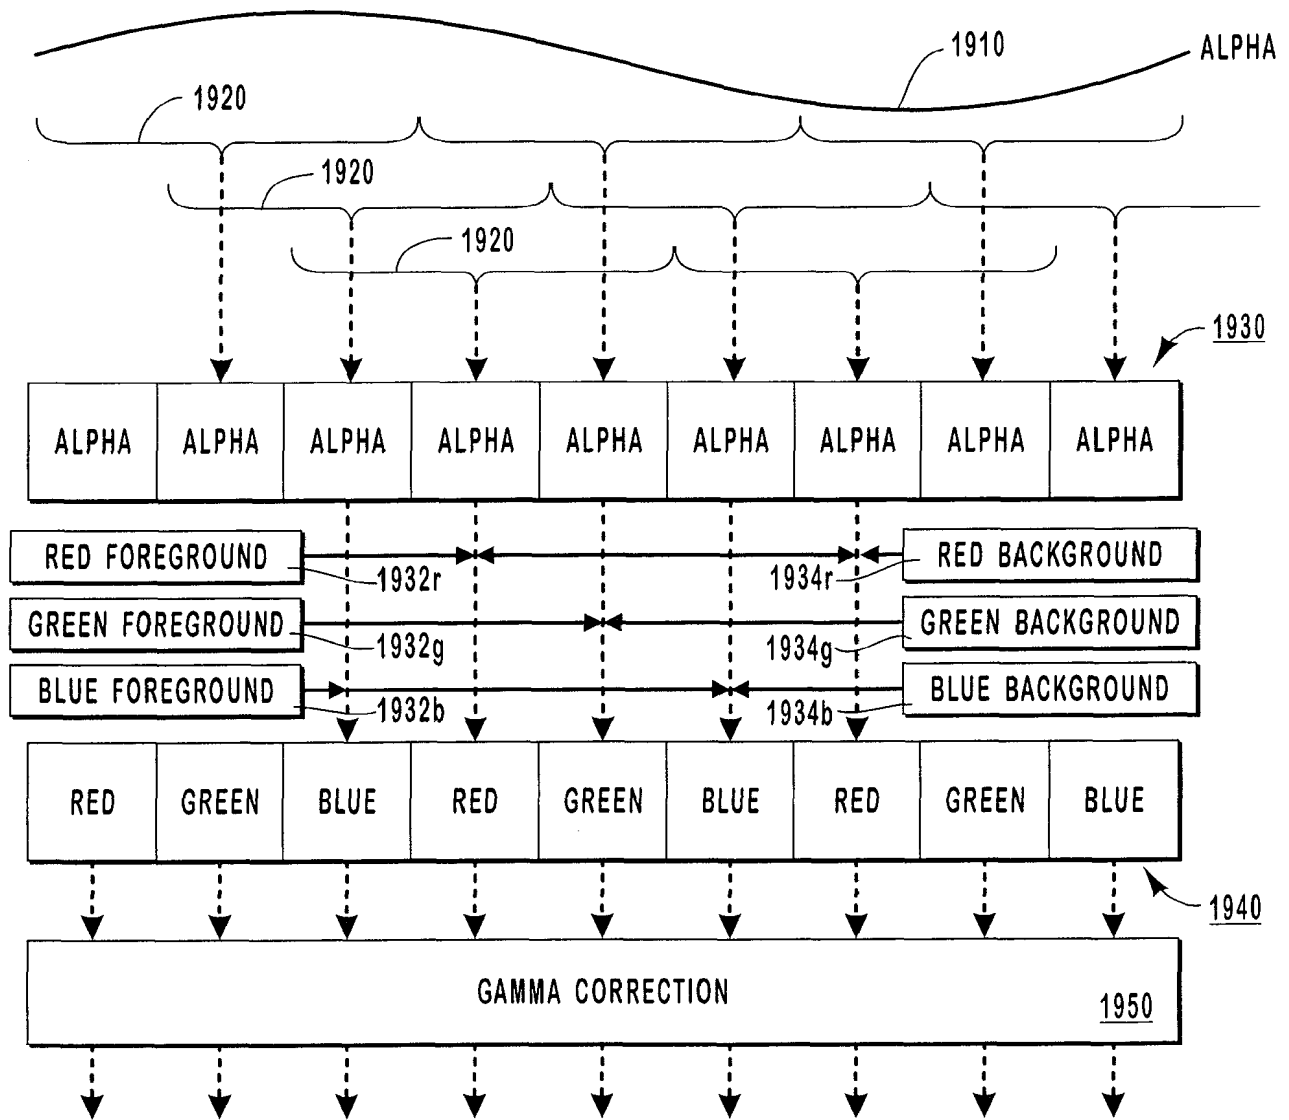 1910
ALPHA
1920
1920
1920
1930
ALPHA ALPHA ALPHA ALPHA ALPHA ALPHA ALPHA ALPHA ALPHA
RED FOREGROUND 1932r 1934r RED BACKGROUND
GREEN FOREGROUND 1932g 1934g GREEN BACKGROUND
BLUE FOREGROUND 1932b 1934b BLUE BACKGROUND
RED GREEN BLUE RED GREEN BLUE RED GREEN BLUE
1940
GAMMA CORRECTION
1950